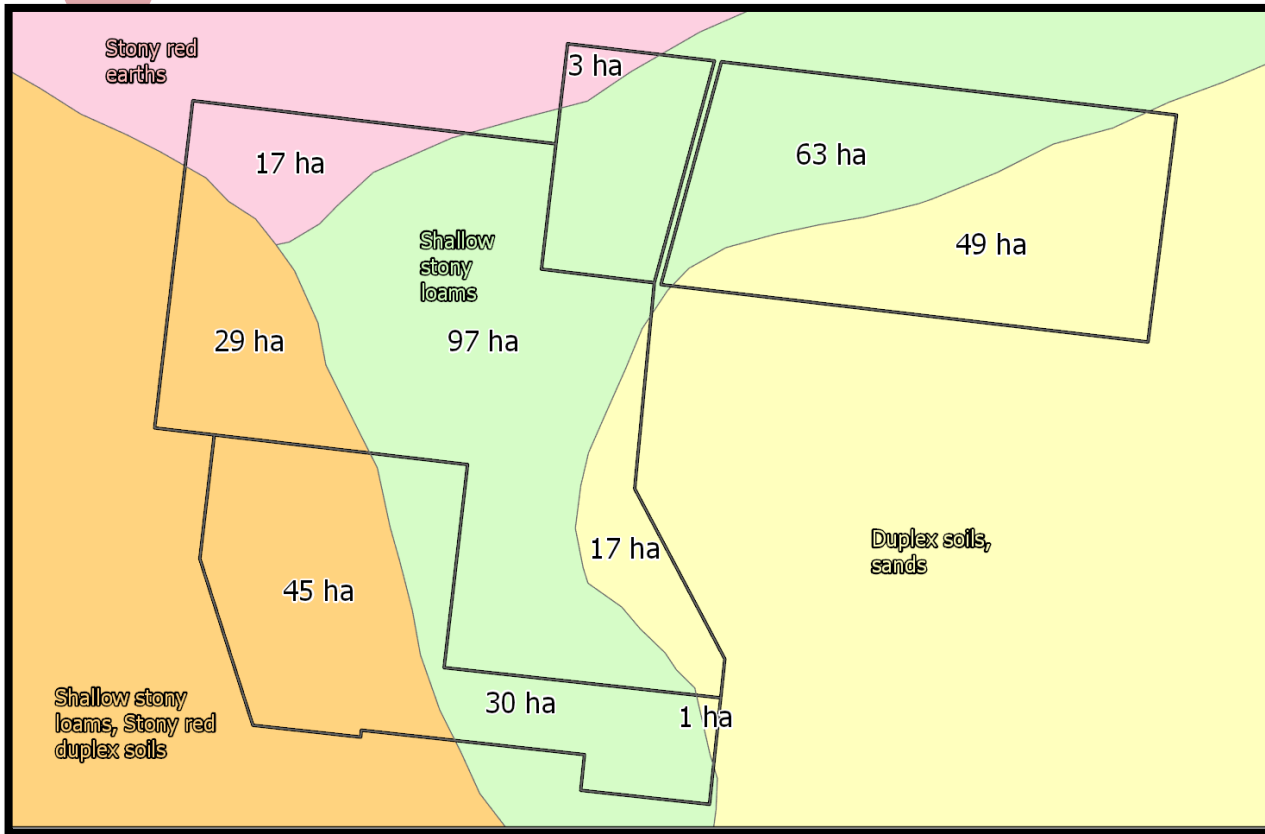 Stony red
earths
3 ha
17 ha
63 ha
Shallow
stony
loams
49 ha
29 ha
97 ha
17 ha
Duplex soils,
sands
45 ha
Shallow stony
loams, Stony red
duplex soils
30 ha
1 ha